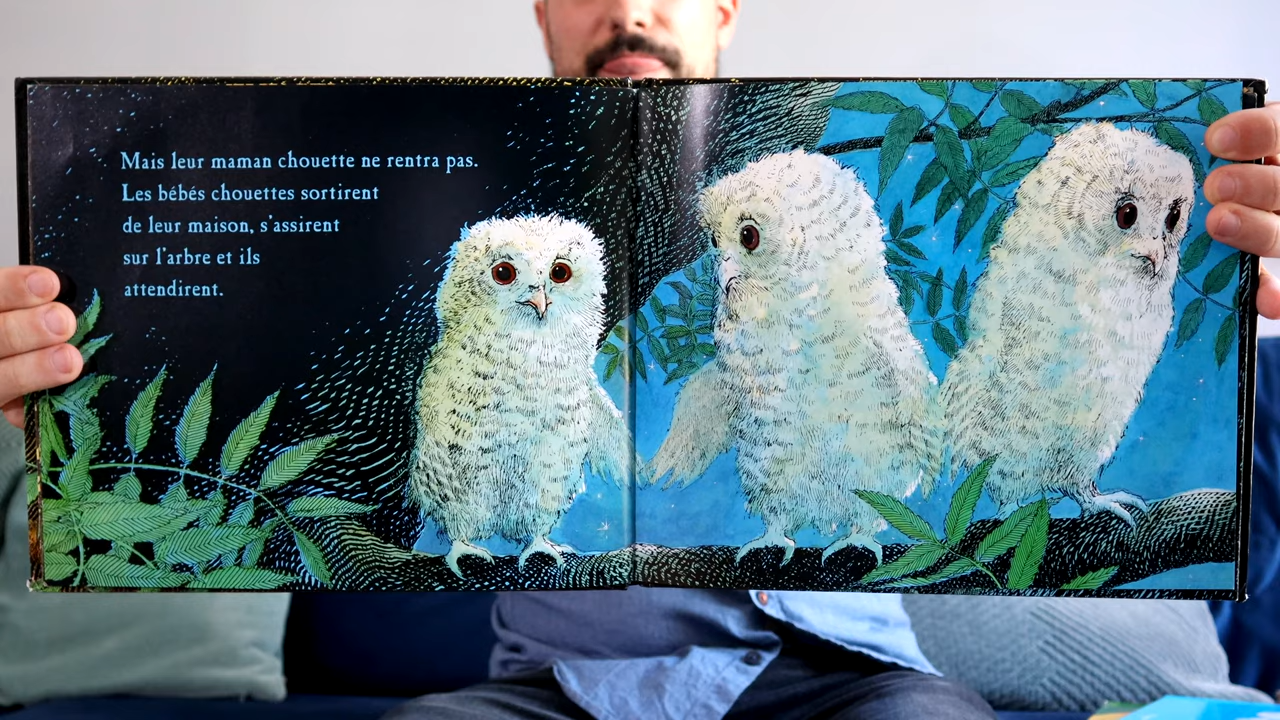 Mais leur maman chouette ne rentra pas.
Les bébés chouettes sortirent
de leur maison, s'assirent
sur l'arbre et ils
attendirent.